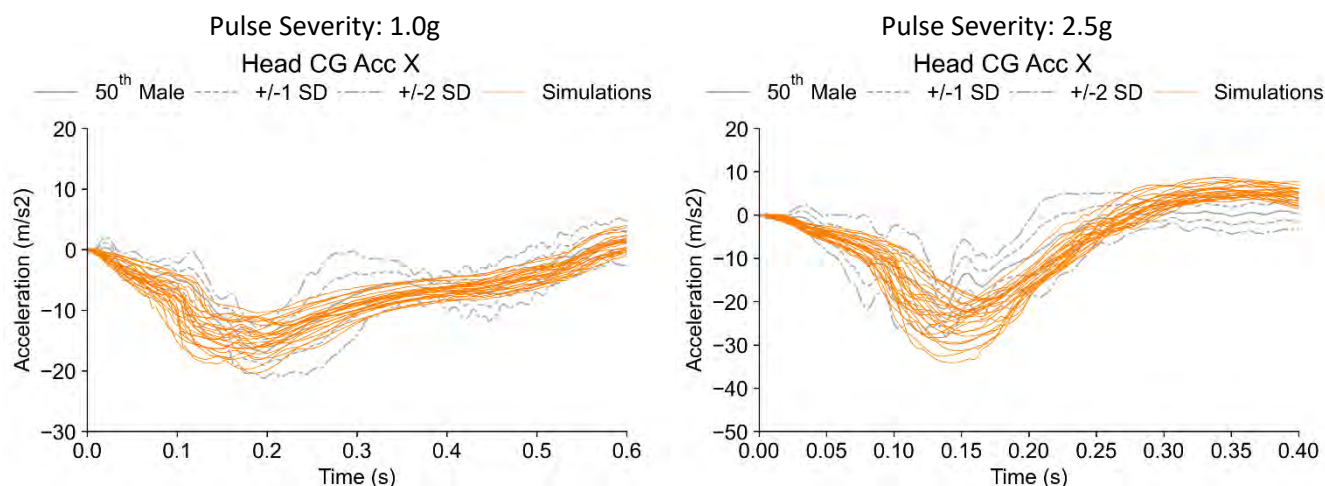 Pulse Severity: 1.0g
Head CG Acc X
50th Male +/-1 SD +/-2 SD Simulations
20
10
0
−10
−20
−30
Acceleration (m/s2)
0.0 0.1 0.2 0.3 0.4 0.5 0.6
Time (s)
Pulse Severity: 2.5g
Head CG Acc X
50th Male +/-1 SD +/-2 SD Simulations
20
10
0
−10
−20
−30
−40
−50
Acceleration (m/s2)
0.00 0.05 0.10 0.15 0.20 0.25 0.30 0.35 0.40
Time (s)